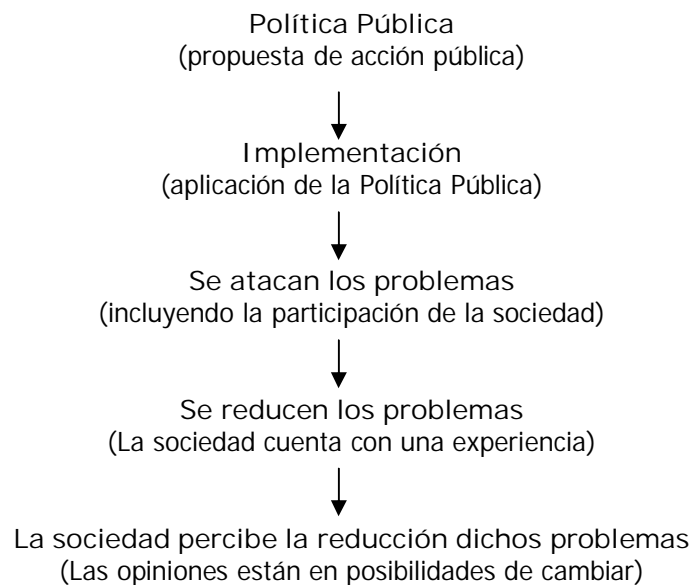 Política Pública
(propuesta de acción pública)
Implementación
(aplicación de la Política Pública)
Se atacan los problemas
(incluyendo la participación de la sociedad)
Se reducen los problemas
(La sociedad cuenta con una experiencia)
La sociedad percibe la reducción dichos problemas
(Las opiniones están en posibilidades de cambiar)